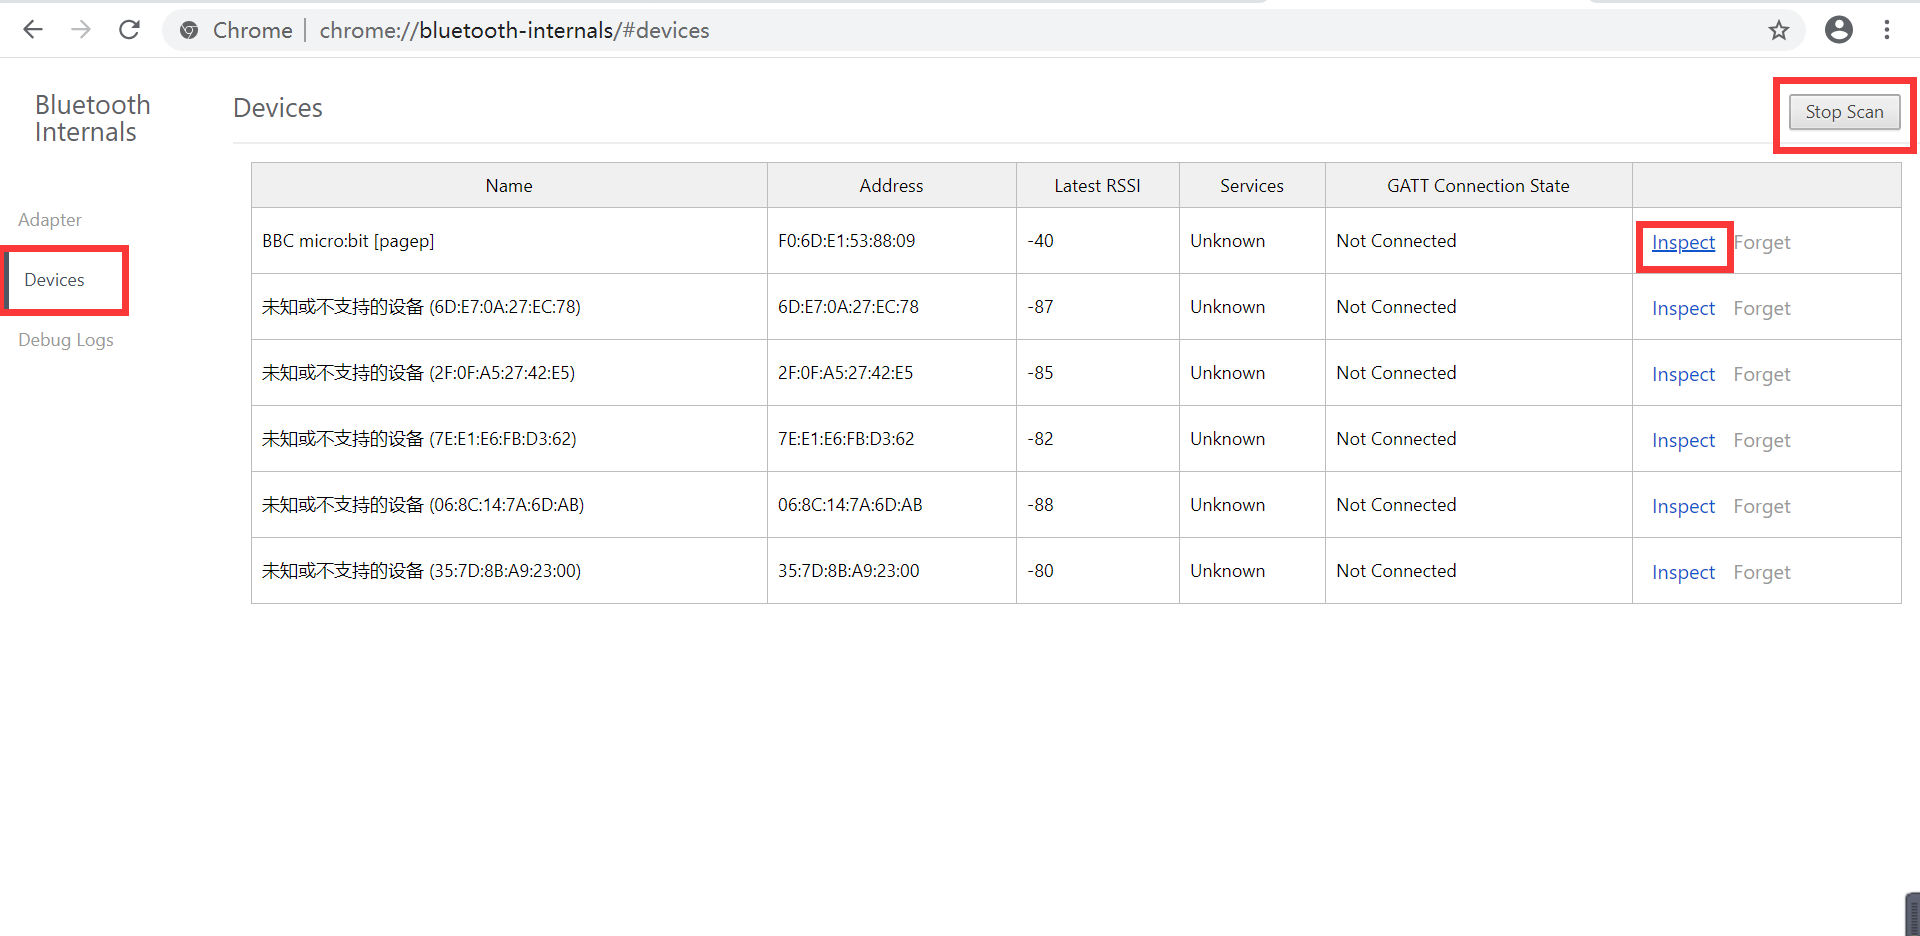 Chrome | chrome://bluetooth-internals/#devices
Bluetooth
Internals
Devices
Stop Scan
Adapter
Devices
Debug Logs
Name Address Latest RSSI Services GATT Connection State
BBC micro:bit [pagep] F0:6D:E1:53:88:09 -40 Unknown Not Connected Inspect Forget
未知或不支持的设备 (6D:E7:0A:27:EC:78) 6D:E7:0A:27:EC:78 -87 Unknown Not Connected Inspect Forget
未知或不支持的设备 (2F:0F:A5:27:42:E5) 2F:0F:A5:27:42:E5 -85 Unknown Not Connected Inspect Forget
未知或不支持的设备 (7E:E1:E6:FB:D3:62) 7E:E1:E6:FB:D3:62 -82 Unknown Not Connected Inspect Forget
未知或不支持的设备 (06:8C:14:7A:6D:AB) 06:8C:14:7A:6D:AB -88 Unknown Not Connected Inspect Forget
未知或不支持的设备 (35:7D:8B:A9:23:00) 35:7D:8B:A9:23:00 -80 Unknown Not Connected Inspect Forget